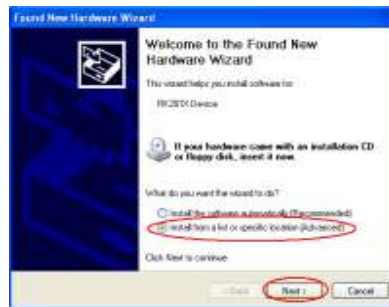 Found New Hardware Wizard
Welcome to the Found New
Hardware Wizard
This wizard helps you install software for:
RK281X Device
If your hardware came with an installation CD
or floppy disk, insert it now.
What do you want the wizard to do?
Install the software automatically (Recommended)
Install from a list or specific location (Advanced)
Click Next to continue.
< Back
Next >
Cancel